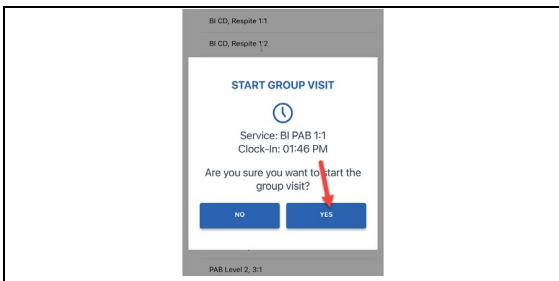 BI CD, Respite 1:1
BI CD, Respite 1:2
START GROUP VISIT
Service: BI PAB 1:1
Clock-In: 01:46 PM
Are you sure you want to start the
group visit?
NO
YES
PAB Level 2, 3:1